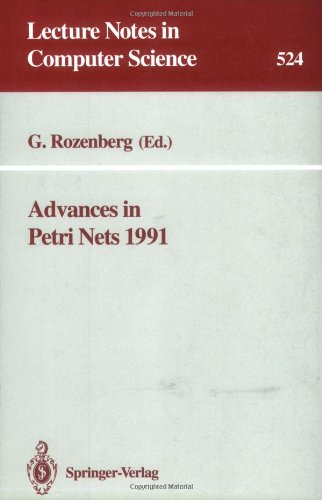 Lecture Notes in
Computer Science
524
G. Rozenberg (Ed.)
Advances in
Petri Nets 1991
Springer-Verlag